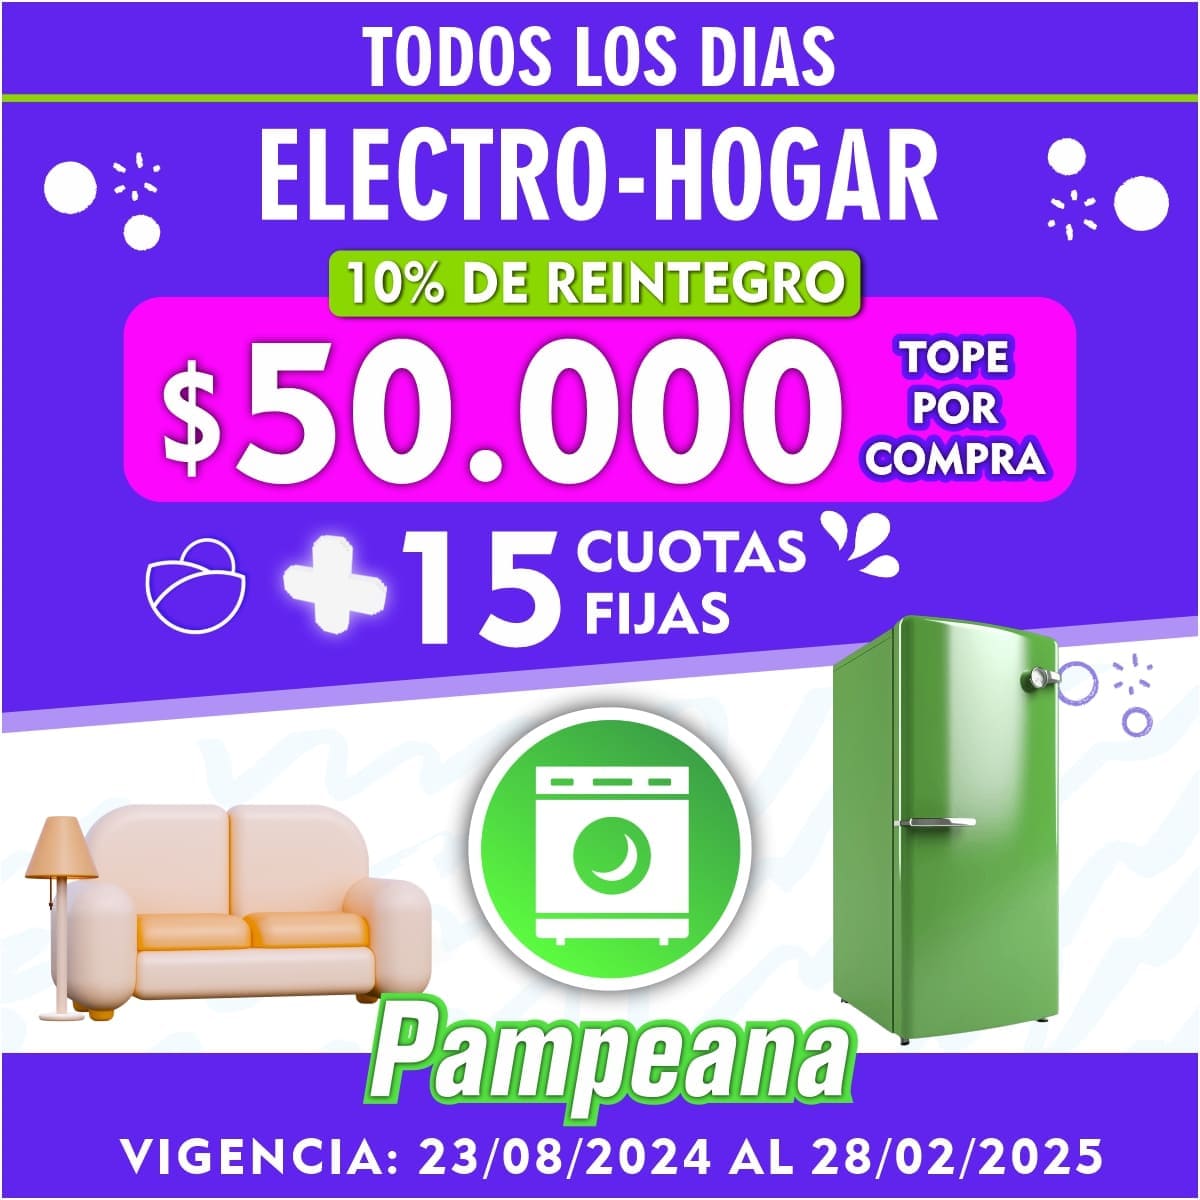 TODOS LOS DIAS
ELECTRO-HOGAR
10% DE REINTEGRO
$50.000
TOPE
POR
COMPRA
+15
CUOTAS
FIJAS
Pampeana
VIGENCIA: 23/08/2024 AL 28/02/2025